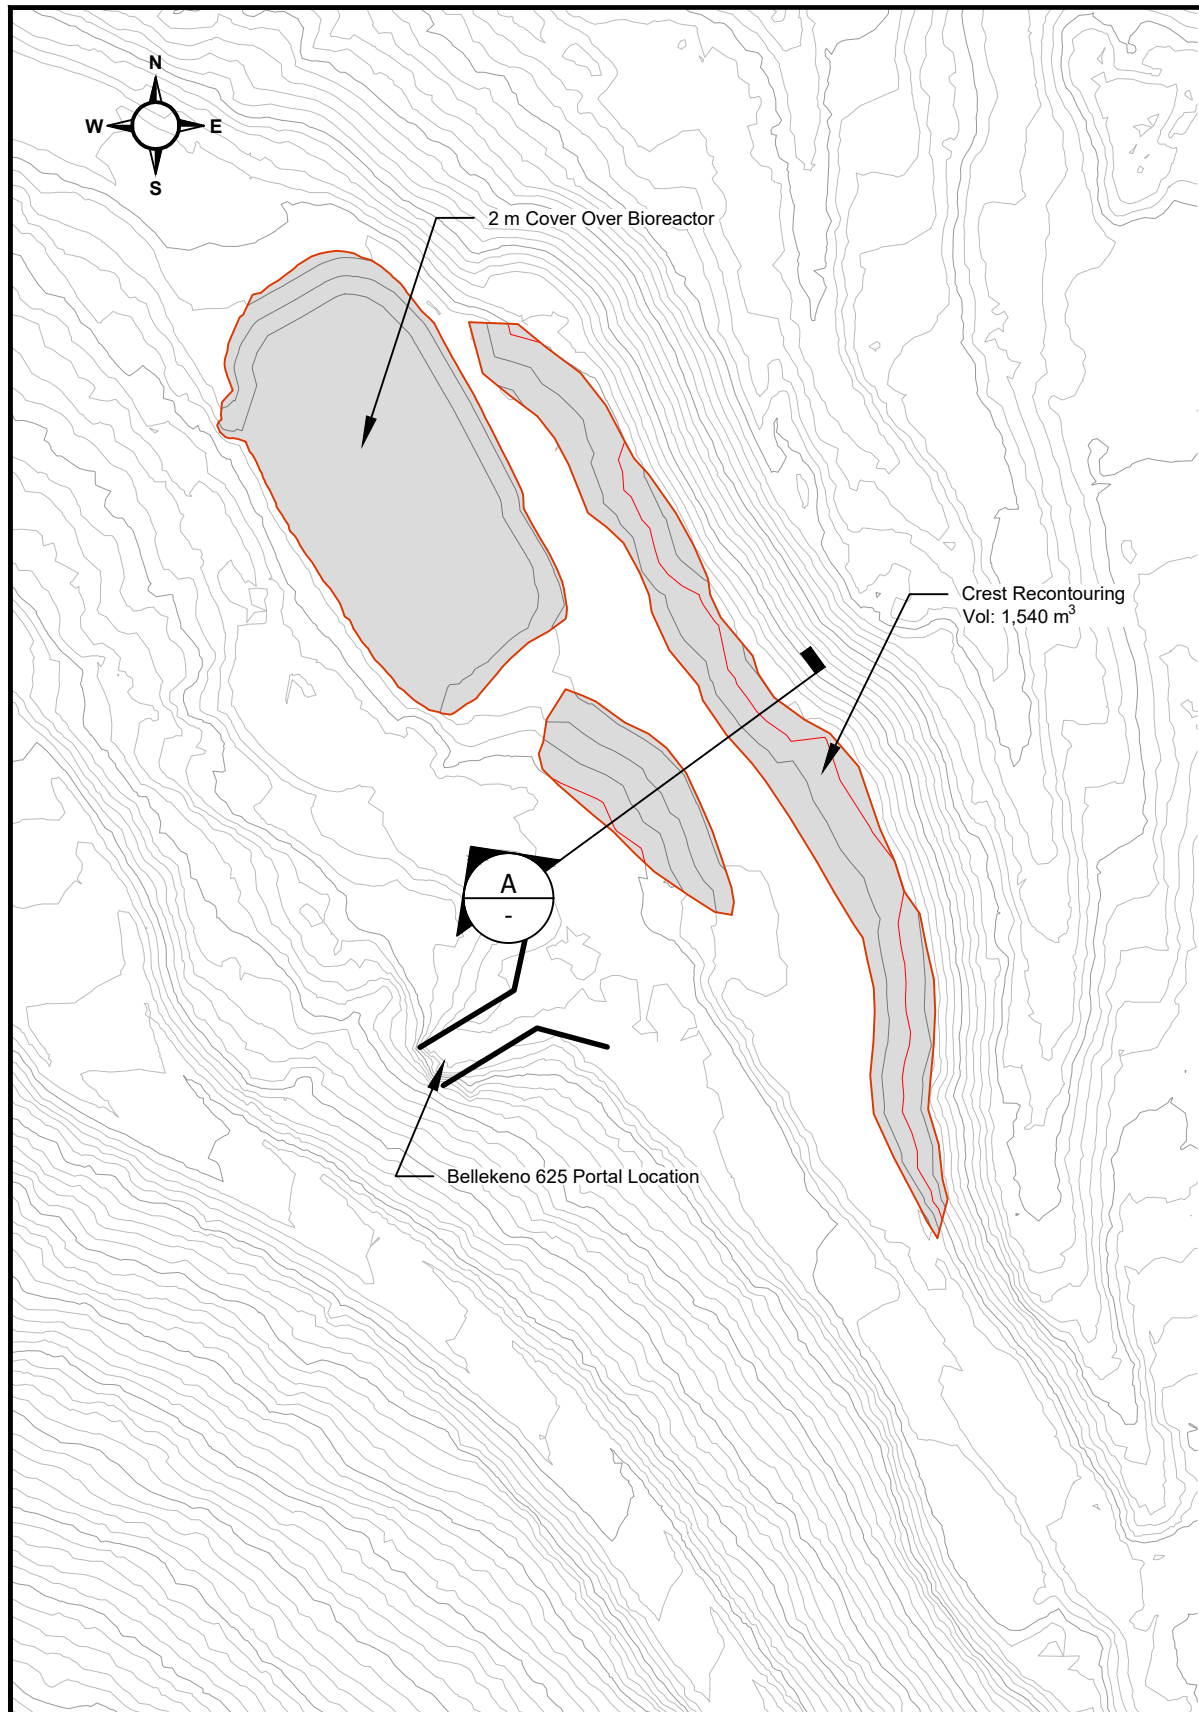 N
W E
S
2 m Cover Over Bioreactor
Crest Recontouring
Vol: 1,540 m³
A
-
Bellekeno 625 Portal Location